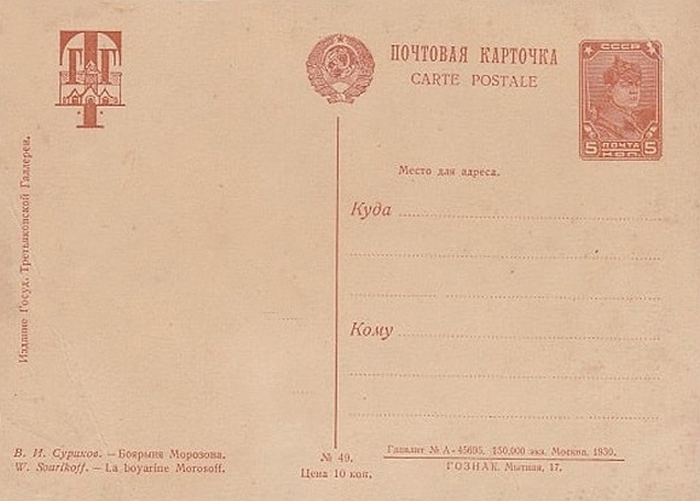 ПОЧТОВАЯ КАРТОЧКА
CARTE POSTALE
СССР
5 ПОЧТА 5
КОП.
Место для адреса.
Куда
Кому
Издание Госуд. Третьяковской Галлереи.
В. И. Суриков. — Боярыня Морозова.
W. Sourikoff. — La boyarine Morosoff.
№ 49.
Цена 10 коп.
Главлит № А-45695. 150,000 экз. Москва, 1930.
ГОЗНАК. Мытная, 17.